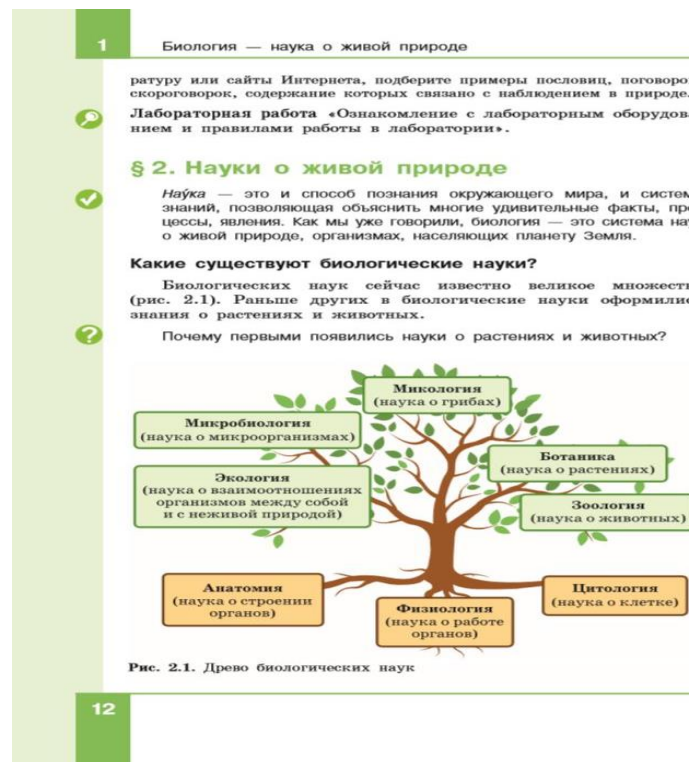 1
Биология — наука о живой природе
ратуру или сайты Интернета, подберите примеры пословиц, поговоро
скороговорок, содержание которых связано с наблюдением в природе.
Лабораторная работа «Ознакомление с лабораторным оборудова
нием и правилами работы в лаборатории».
§ 2. Науки о живой природе
Нау́ка — это и способ познания окружающего мира, и систем
знаний, позволяющая объяснить многие удивительные факты, про
цессы, явления. Как мы уже говорили, биология — это система нау
о живой природе, организмах, населяющих планету Земля.
Какие существуют биологические науки?
Биологических наук сейчас известно великое множеств
(рис. 2.1). Раньше других в биологические науки оформилис
знания о растениях и животных.
?
Почему первыми появились науки о растениях и животных?
Микология
(наука о грибах)
Микробиология
(наука о микроорганизмах)
Ботаника
(наука о растениях)
Экология
(наука о взаимоотношениях
организмов между собой
и с неживой природой)
Зоология
(наука о животных)
Анатомия
(наука о строении
органов)
Физиология
(наука о работе
органов)
Цитология
(наука о клетке)
Рис. 2.1. Древо биологических наук
12